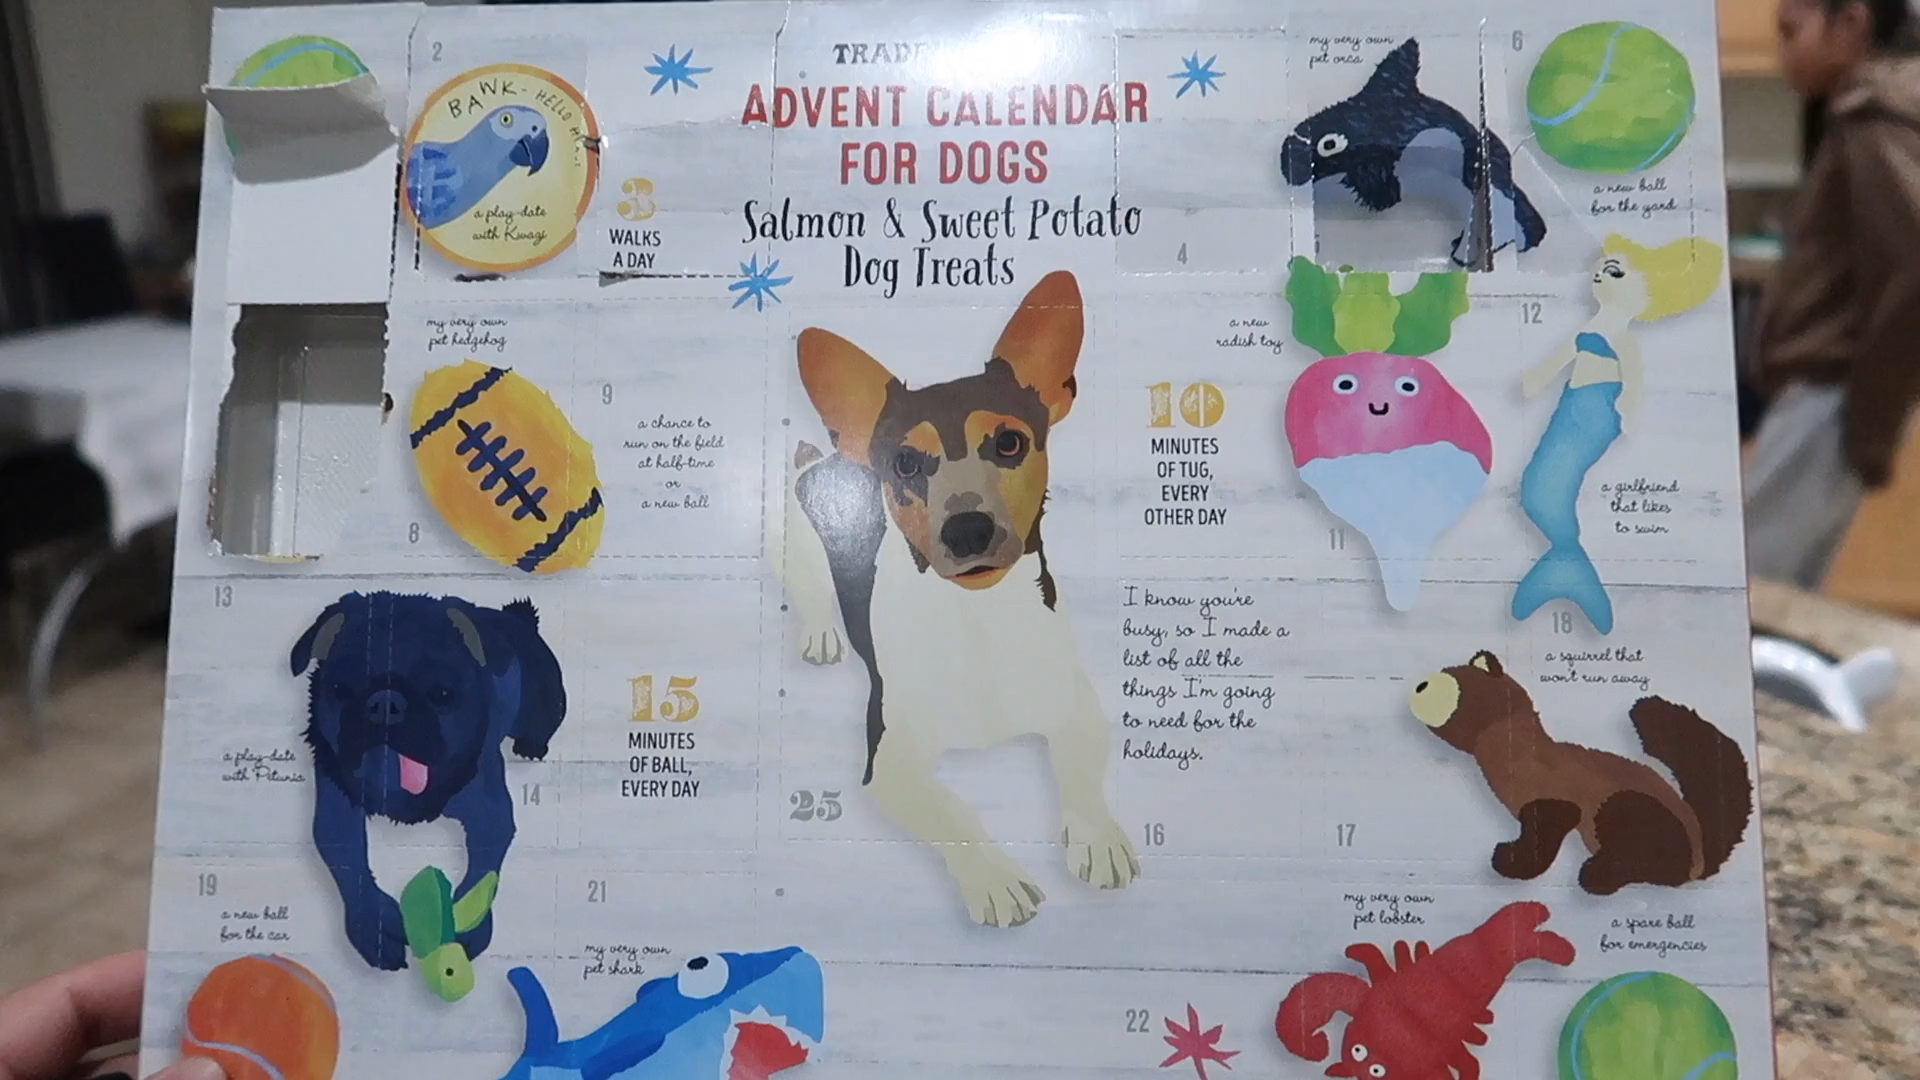 2
BAWK - HELLO
a play-date
with Kwazi
3
WALKS
A DAY
TRADE
ADVENT CALENDAR
FOR DOGS
Salmon & Sweet Potato
Dog Treats
4
my very own
pet orca
5
6
a new ball
for the yard
my very own
pet hedgehog
8
9
a chance to
run on the field
at half-time
or
a new ball
10
MINUTES
OF TUG,
EVERY
OTHER DAY
a new
radish toy
11
12
a girlfriend
that likes
to swim
13
a play-date
with Petunia
14
15
MINUTES
OF BALL,
EVERY DAY
25
I know you're
busy, so I made a
list of all the
things I'm going
to need for the
holidays.
16
17
18
a squirrel that
won't run away
19
a new ball
for the car
21
my very own
pet shark
22
my very own
pet lobster
a spare ball
for emergencies